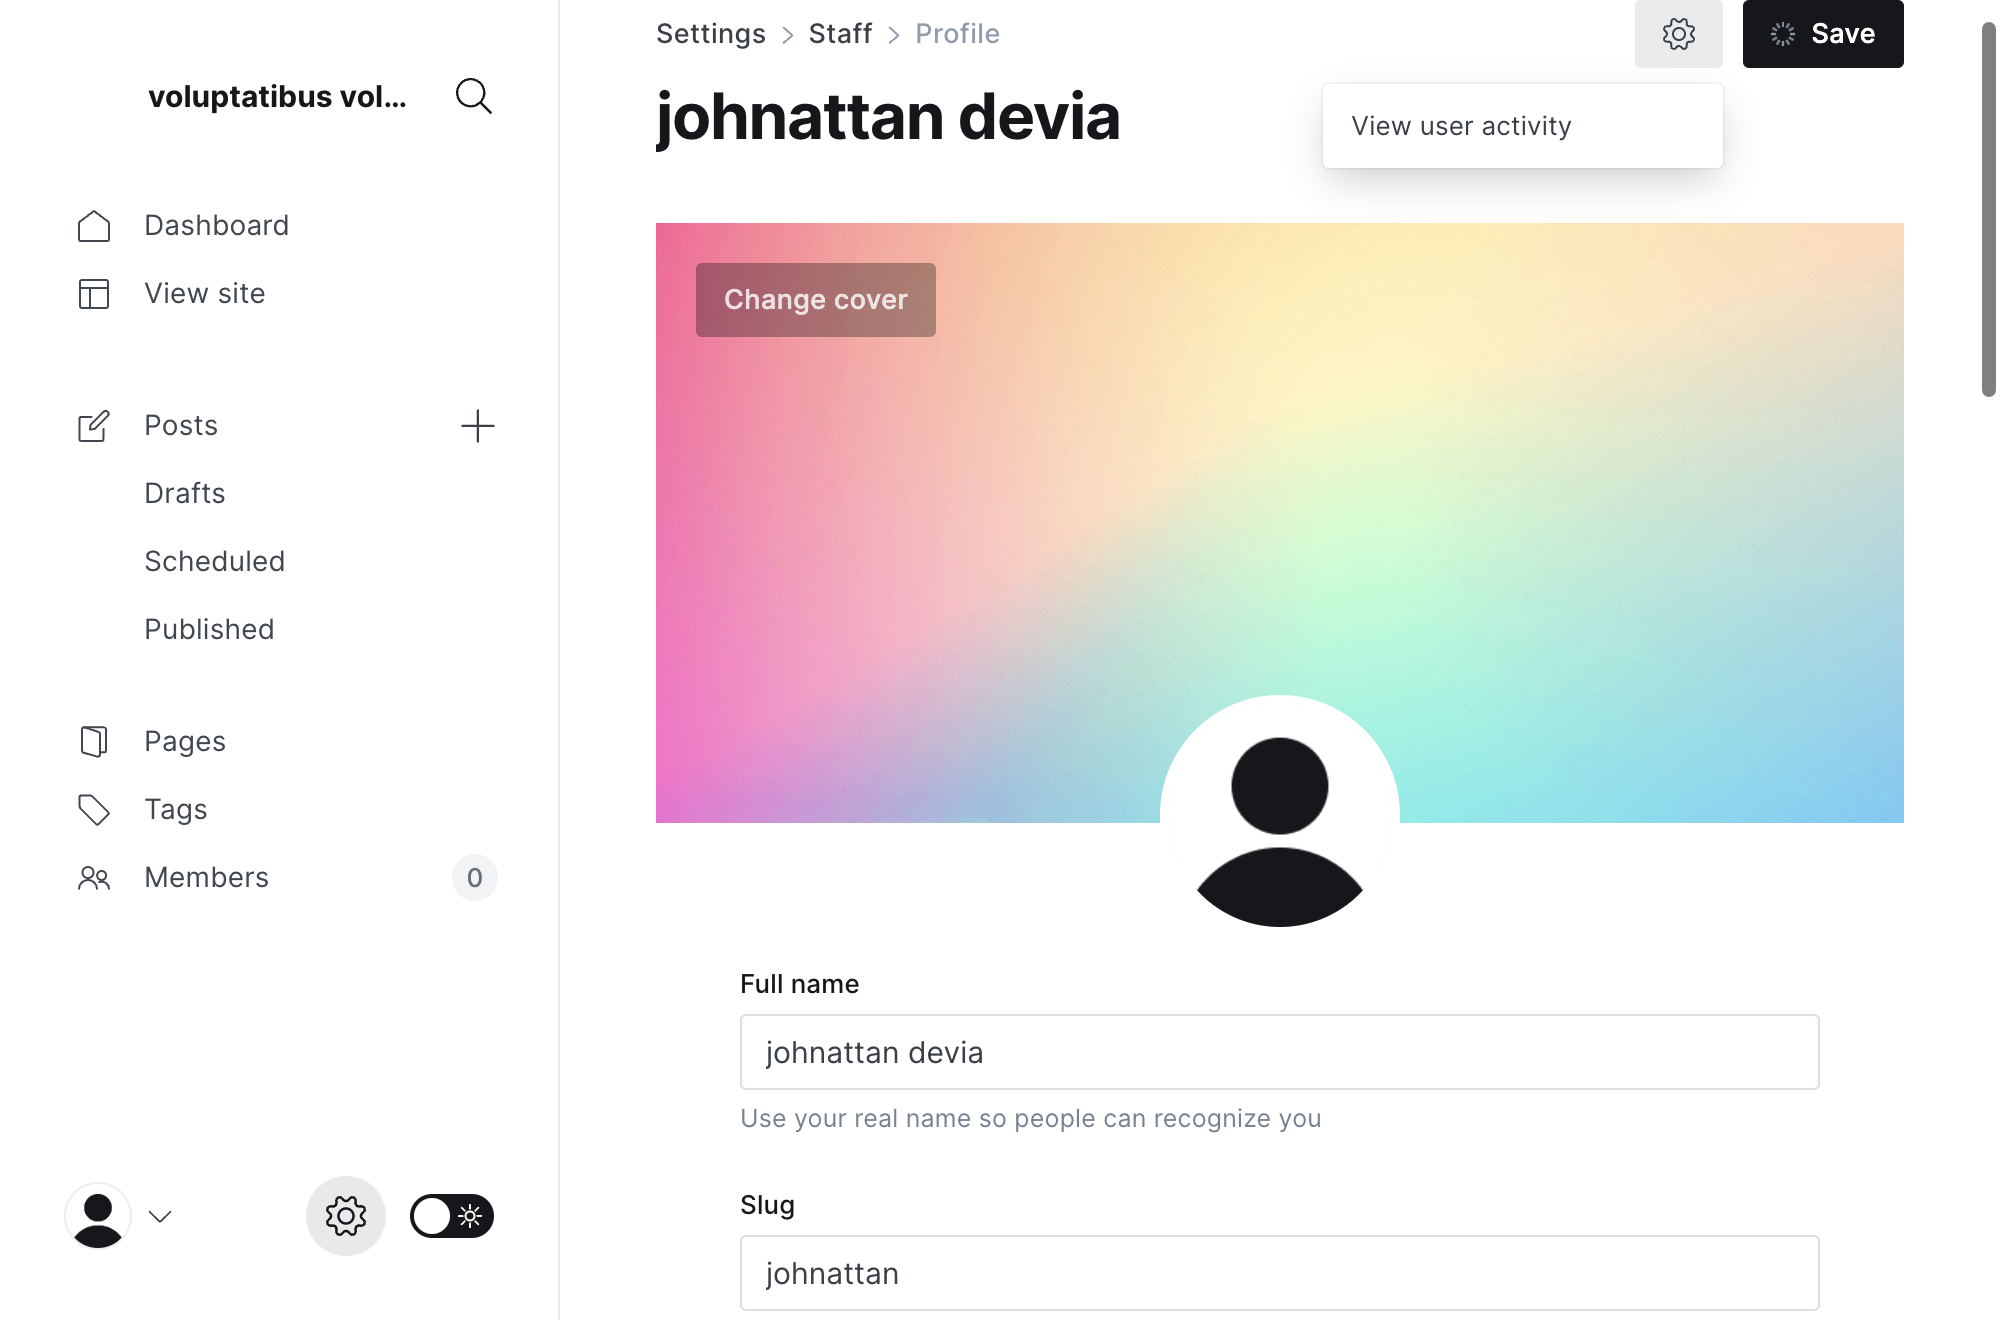 voluptatibus vol...
Dashboard
View site
Posts
Drafts
Scheduled
Published
Pages
Tags
Members
0
Settings > Staff > Profile
Save
johnattan devia
View user activity
Change cover
Full name
johnattan devia
Use your real name so people can recognize you
Slug
johnattan